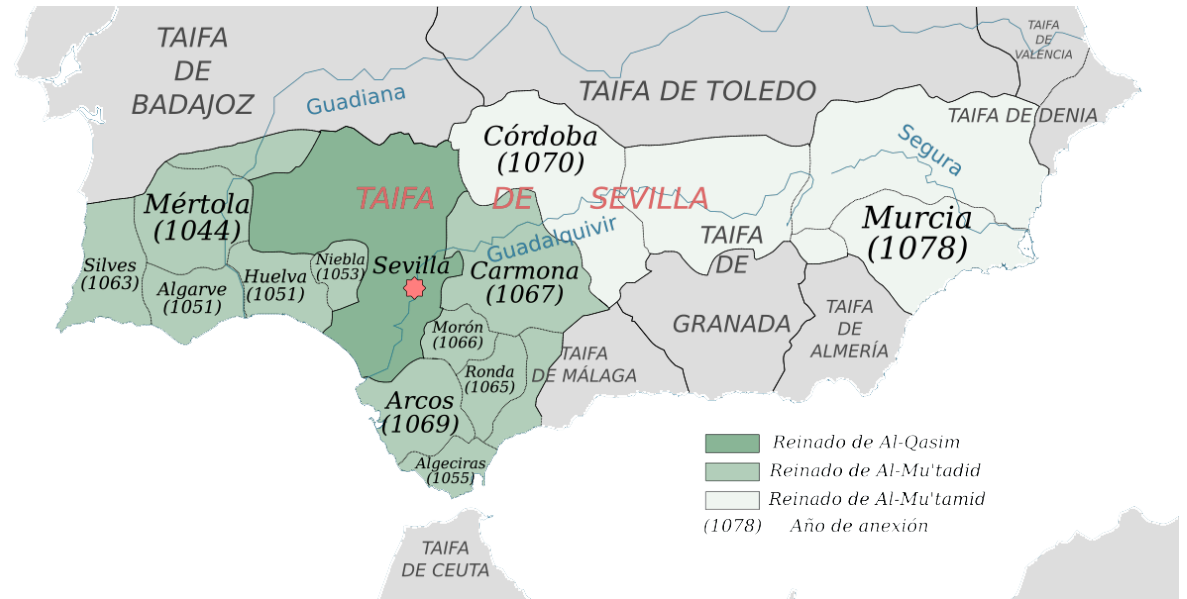 TAIFA
DE
BADAJOZ
Guadiana
TAIFA DE TOLEDO
TAIFA
DE
VALENCIA
TAIFA DE DENIA
Córdoba
(1070)
Segura
TAIFA DE SEVILLA
Mértola
(1044)
Guadalquivir
Murcia
(1078)
Silves
(1063)
Algarve
(1051)
Huelva
(1051)
Niebla
(1053)
Sevilla
Carmona
(1067)
TAIFA
DE
GRANADA
TAIFA
DE
ALMERÍA
Morón
(1066)
Ronda
(1065)
TAIFA
DE MÁLAGA
Arcos
(1069)
Algeciras
(1055)
Reinado de Al-Qasim
Reinado de Al-Mu'tadid
Reinado de Al-Mu'tamid
(1078) Año de anexión
TAIFA
DE CEUTA